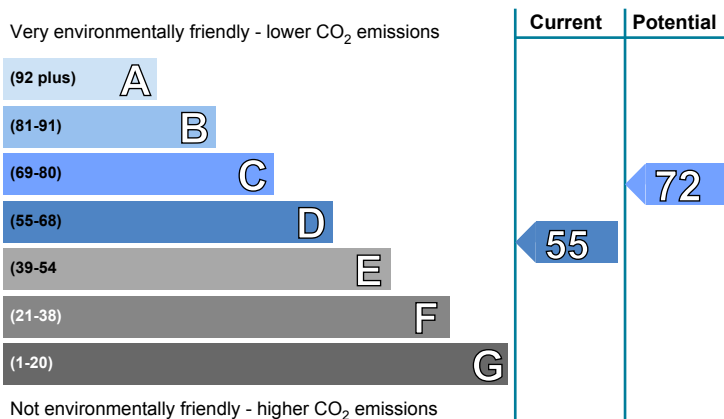 Current Potential
Very environmentally friendly - lower CO2 emissions
(92 plus) A
(81-91) B
(69-80) C
72
(55-68) D
55
(39-54 E
(21-38) F
(1-20) G
Not environmentally friendly - higher CO2 emissions